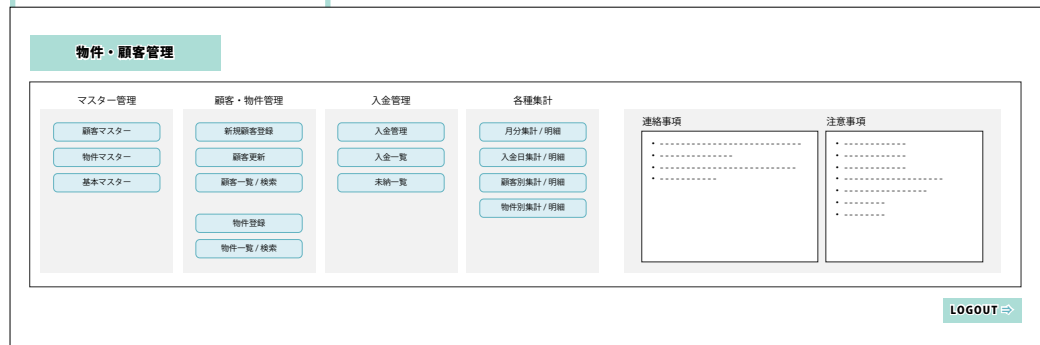 物件・顧客管理
マスター管理
顧客マスター
物件マスター
基本マスター
顧客・物件管理
新規顧客登録
顧客更新
顧客一覧 / 検索
物件登録
物件一覧 / 検索
入金管理
入金管理
入金一覧
未納一覧
各種集計
月分集計 / 明細
入金日集計 / 明細
顧客別集計 / 明細
物件別集計 / 明細
連絡事項
注意事項
LOGOUT